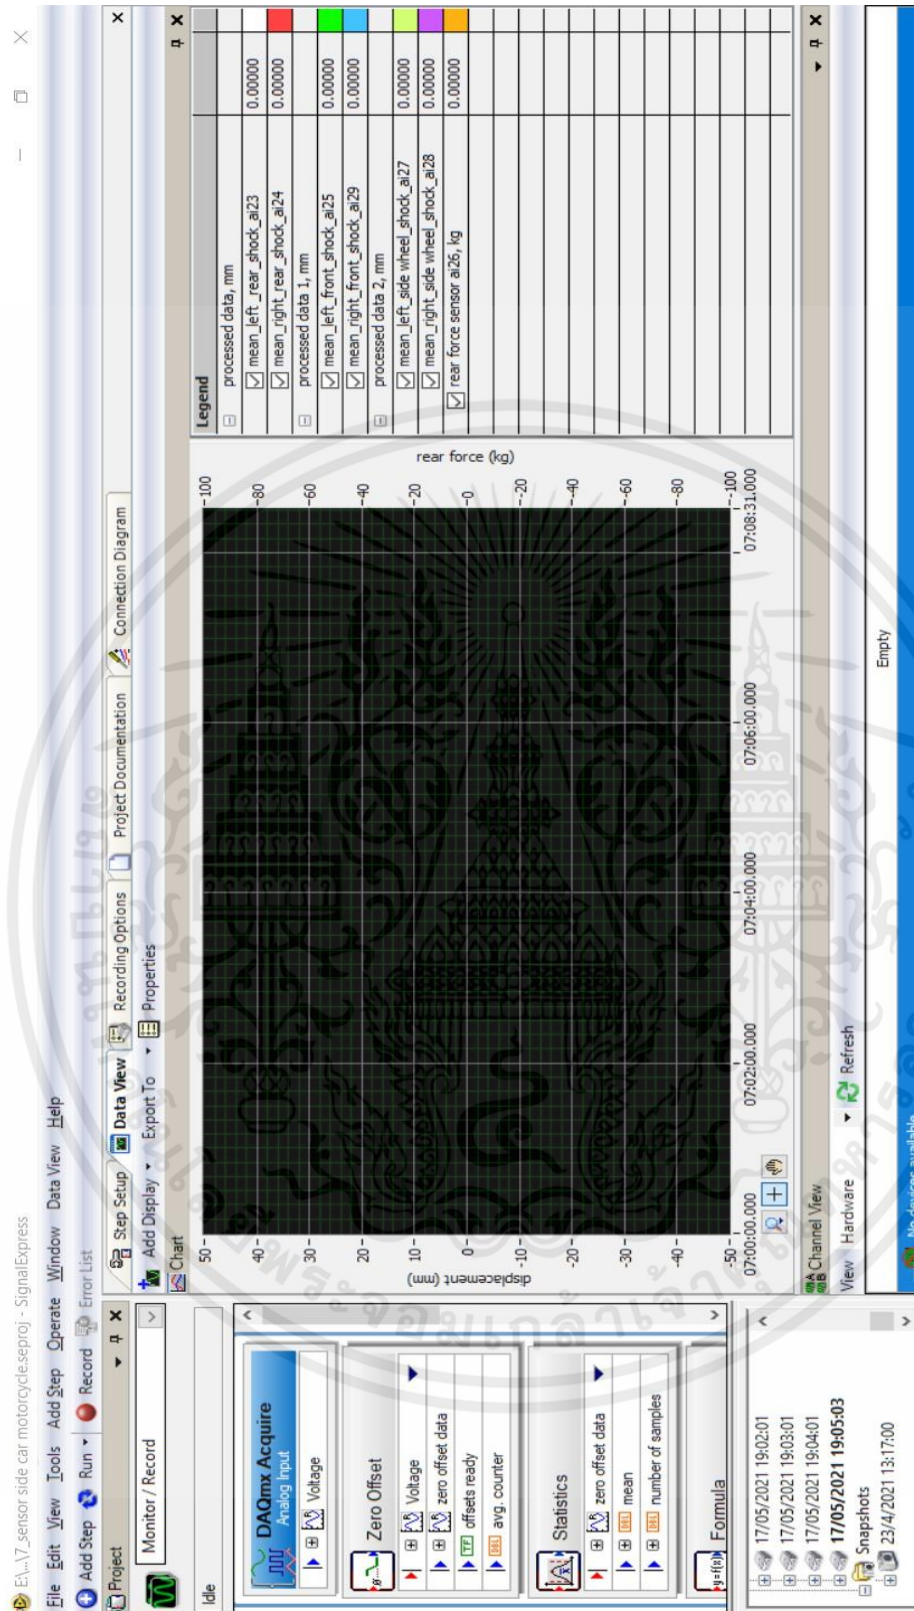 E:\...\7_sensor side car motorcycle.seproj - SignalExpress
File Edit View Tools Add Step Operate Window Data View Help
Add Step Run Record Error List
Project
Monitor / Record
Idle
DAQmx Acquire
Analog Input
Voltage
Zero Offset
Voltage
zero offset data
offsets ready
avg. counter
Statistics
zero offset data
mean
number of samples
Formula
17/05/2021 19:02:01
17/05/2021 19:03:01
17/05/2021 19:04:01
17/05/2021 19:05:03
Snapshots
23/4/2021 13:17:00
Step Setup Data View Recording Options Project Documentation Connection Diagram
Add Display Export To Properties
Chart
displacement (mm)
50
40
30
20
10
0
-10
-20
-30
-40
-50
07:00:00.000 07:02:00.000 07:04:00.000 07:06:00.000 07:08:31.000
rear force (kg)
-100
-80
-60
-40
-20
-0
-20
-40
-60
-80
-100
Legend
processed data, mm
mean_left _rear_shock_ai23 0.00000
mean_right_rear_shock_ai24 0.00000
processed data 1, mm
mean_left_front_shock_ai25 0.00000
mean_right_front_shock_ai29 0.00000
processed data 2, mm
mean_left_side wheel_shock_ai27 0.00000
mean_right_side wheel_shock_ai28 0.00000
rear force sensor ai26, kg 0.00000
Channel View
View Hardware Refresh
Empty
No devices available